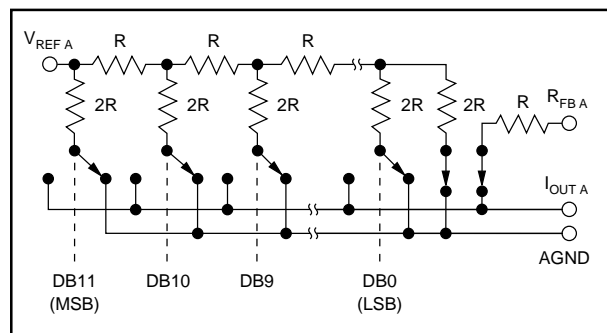 V REF A
R
R
R
2R
2R
2R
2R
2R
R
R FB A
I OUT A
AGND
DB11
(MSB)
DB10
DB9
DB0
(LSB)